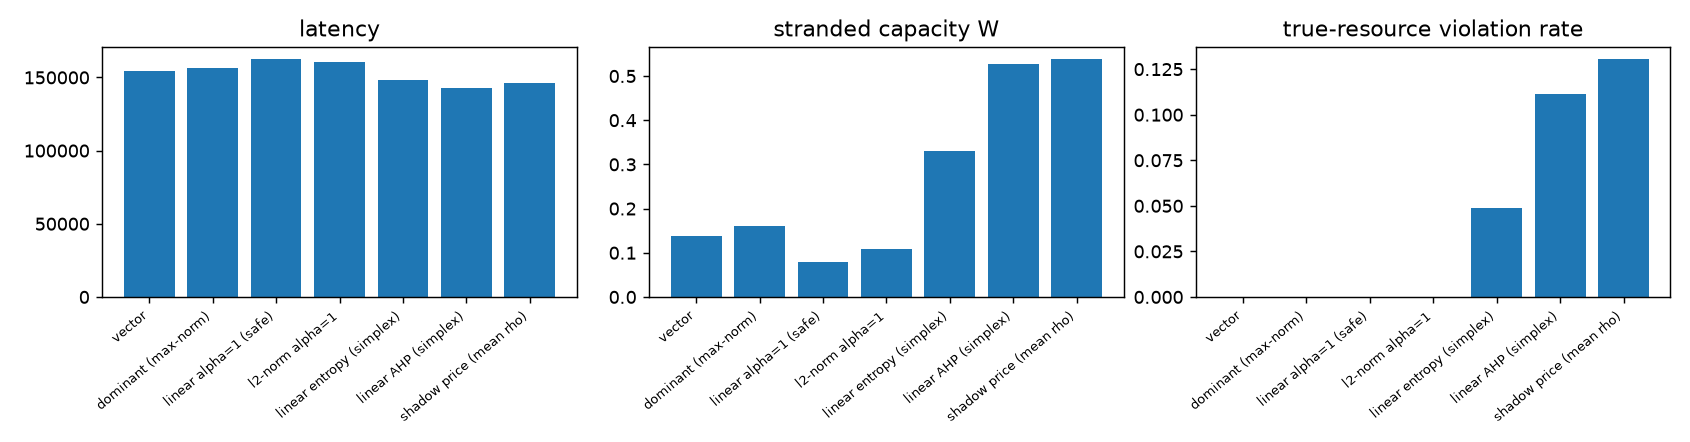 latency
150000
100000
50000
0
vector
dominant (max-norm)
linear alpha=1 (safe)
l2-norm alpha=1
linear entropy (simplex)
linear AHP (simplex)
shadow price (mean rho)
stranded capacity W
0.5
0.4
0.3
0.2
0.1
0.0
vector
dominant (max-norm)
linear alpha=1 (safe)
l2-norm alpha=1
linear entropy (simplex)
linear AHP (simplex)
shadow price (mean rho)
true-resource violation rate
0.125
0.100
0.075
0.050
0.025
0.000
vector
dominant (max-norm)
linear alpha=1 (safe)
l2-norm alpha=1
linear entropy (simplex)
linear AHP (simplex)
shadow price (mean rho)